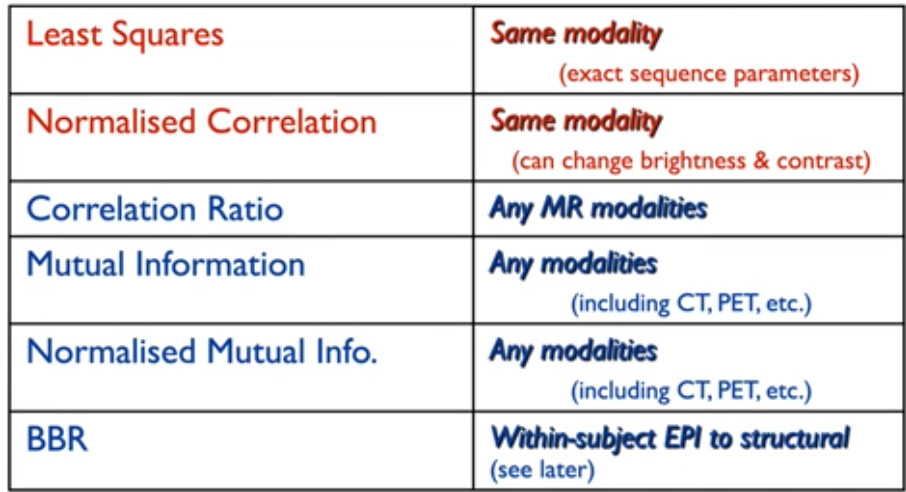 Least Squares
Same modality
(exact sequence parameters)
Normalised Correlation
Same modality
(can change brightness & contrast)
Correlation Ratio
Any MR modalities
Mutual Information
Any modalities
(including CT, PET, etc.)
Normalised Mutual Info.
Any modalities
(including CT, PET, etc.)
BBR
Within-subject EPI to structural
(see later)